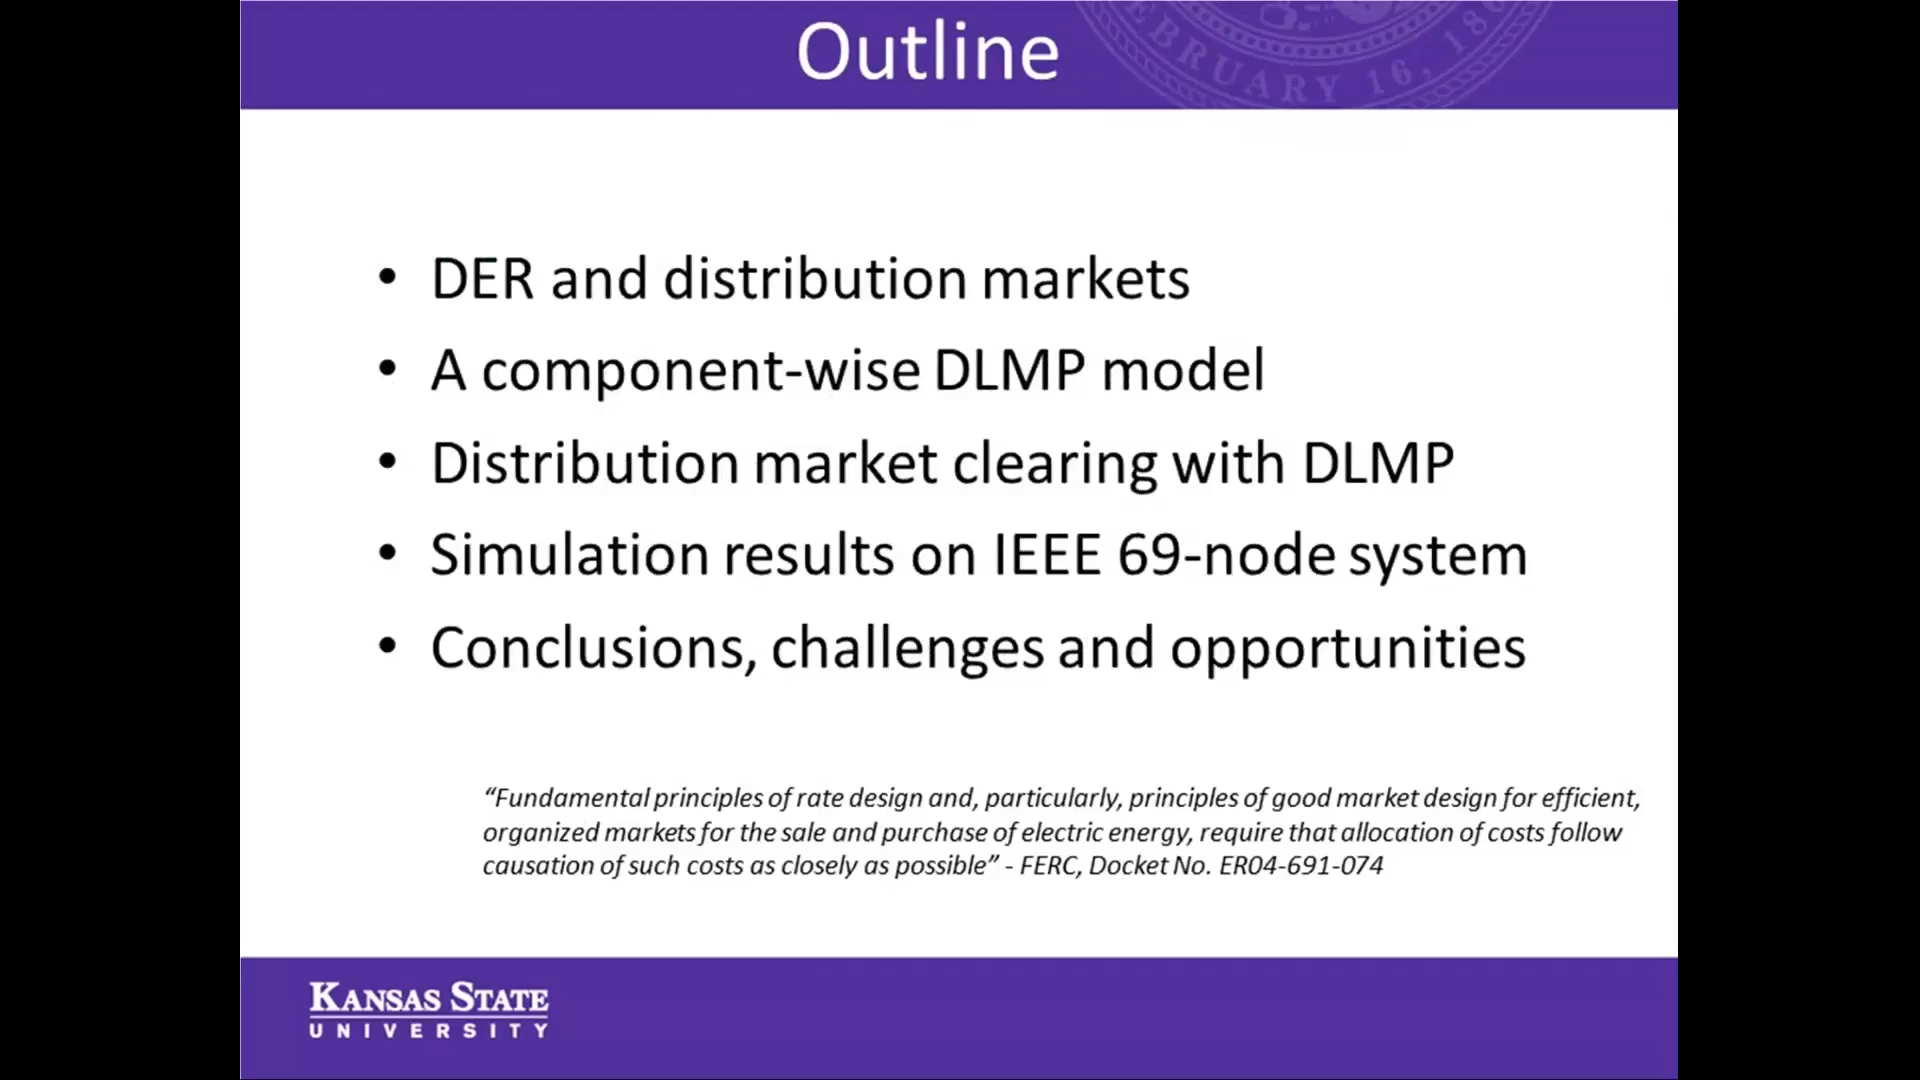 Outline
EBRUARY 16, 186
• DER and distribution markets
• A component-wise DLMP model
• Distribution market clearing with DLMP
• Simulation results on IEEE 69-node system
• Conclusions, challenges and opportunities
“Fundamental principles of rate design and, particularly, principles of good market design for efficient,
organized markets for the sale and purchase of electric energy, require that allocation of costs follow
causation of such costs as closely as possible” - FERC, Docket No. ER04-691-074
KANSAS STATE
UNIVERSITY